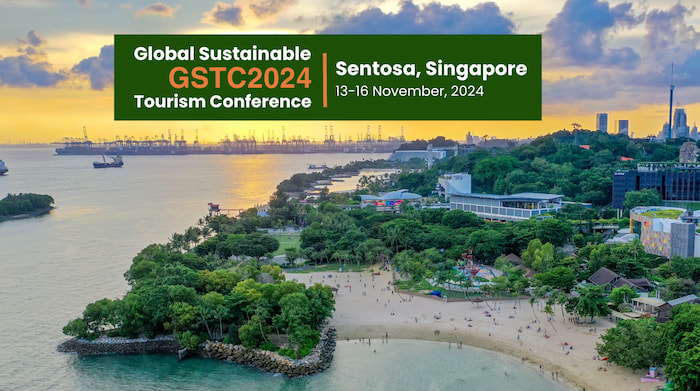 Global Sustainable
GSTC2024
Tourism Conference
Sentosa, Singapore
13-16 November, 2024